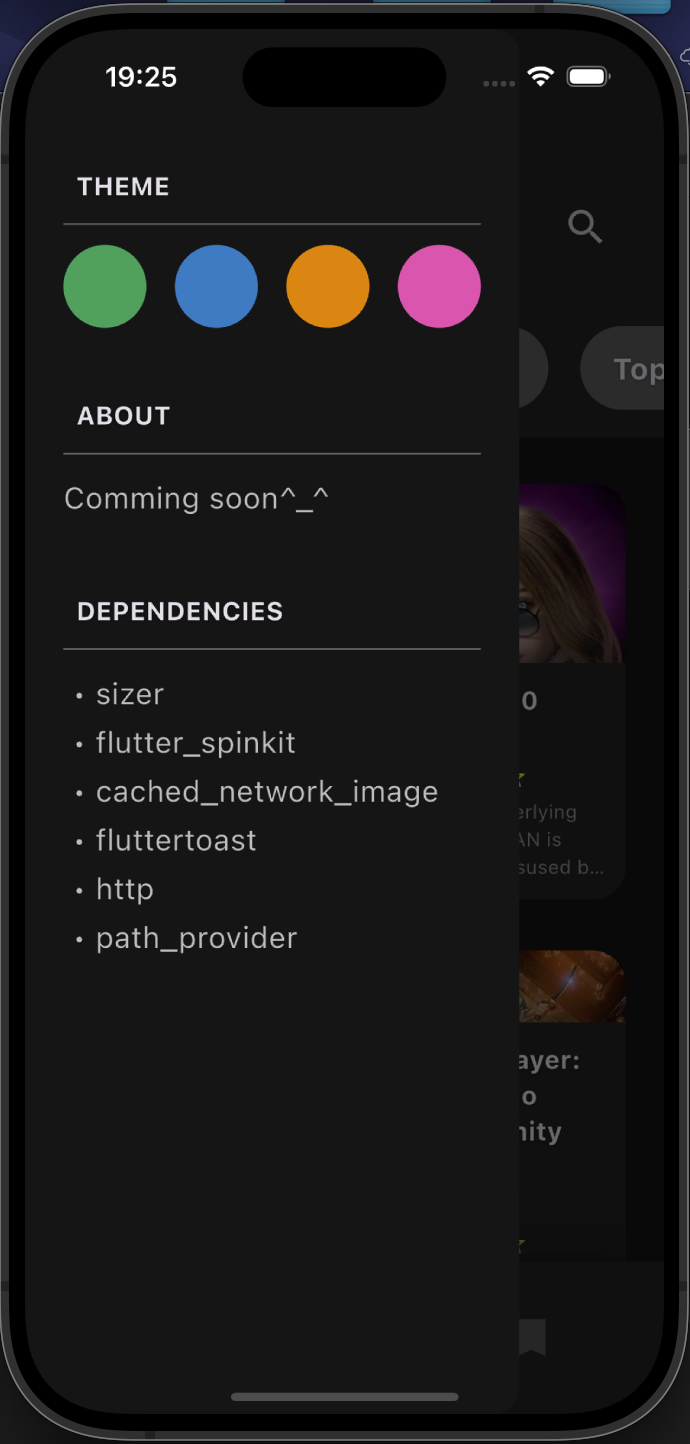 19:25
THEME
Top
ABOUT
Comming soon^_^
DEPENDENCIES
• sizer
• flutter_spinkit
• cached_network_image
• fluttertoast
• http
• path_provider
0
erlying
AN is
sused b...
ayer:
o
nity